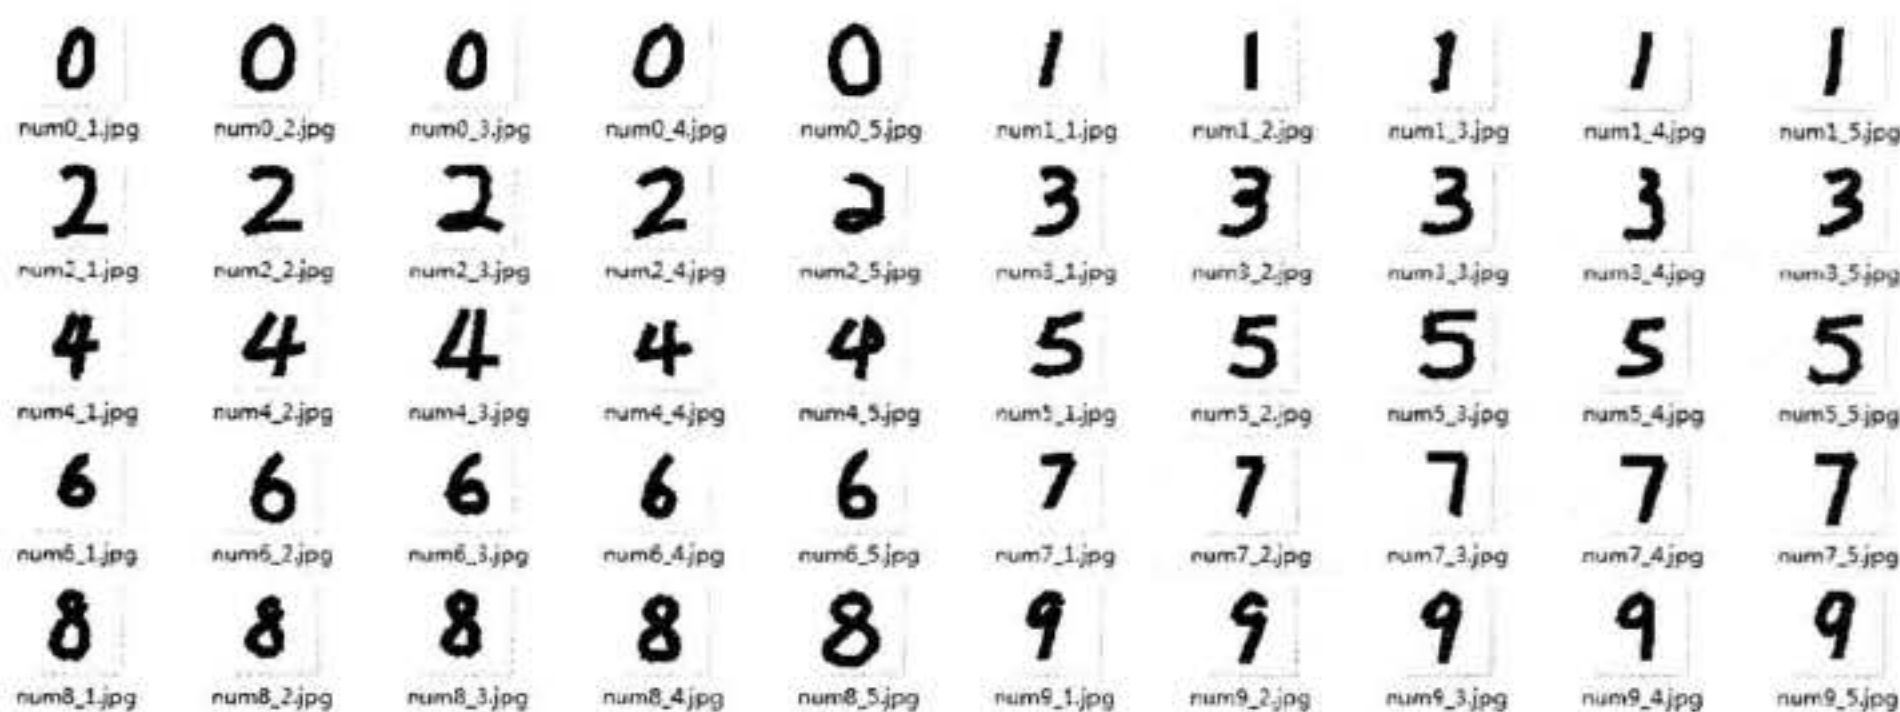 0 0 0 0 0 1 1 1 1 1
num0_1.jpg num0_2.jpg num0_3.jpg num0_4.jpg num0_5.jpg num1_1.jpg num1_2.jpg num1_3.jpg num1_4.jpg num1_5.jpg
2 2 2 2 2 3 3 3 3 3
num2_1.jpg num2_2.jpg num2_3.jpg num2_4.jpg num2_5.jpg num3_1.jpg num3_2.jpg num3_3.jpg num3_4.jpg num3_5.jpg
4 4 4 4 4 5 5 5 5 5
num4_1.jpg num4_2.jpg num4_3.jpg num4_4.jpg num4_5.jpg num5_1.jpg num5_2.jpg num5_3.jpg num5_4.jpg num5_5.jpg
6 6 6 6 6 7 7 7 7 7
num6_1.jpg num6_2.jpg num6_3.jpg num6_4.jpg num6_5.jpg num7_1.jpg num7_2.jpg num7_3.jpg num7_4.jpg num7_5.jpg
8 8 8 8 8 9 9 9 9 9
num8_1.jpg num8_2.jpg num8_3.jpg num8_4.jpg num8_5.jpg num9_1.jpg num9_2.jpg num9_3.jpg num9_4.jpg num9_5.jpg